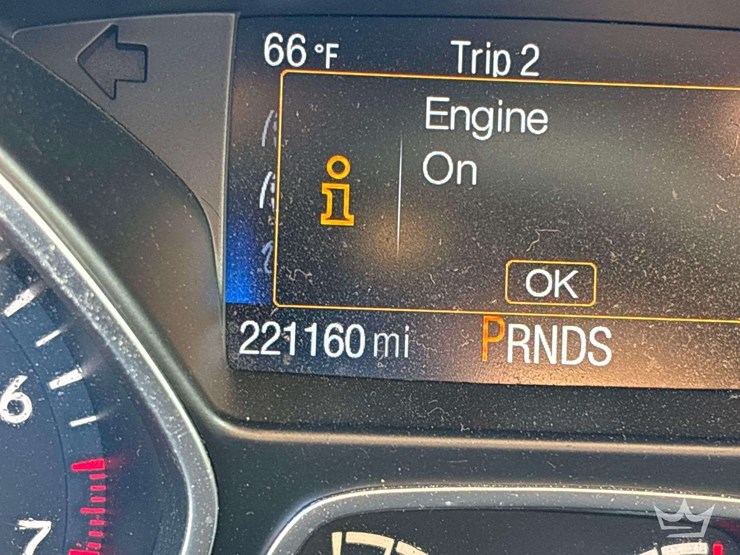 66 °F Trip 2
Engine
On
i
OK
221160 mi PRNDS
6
7